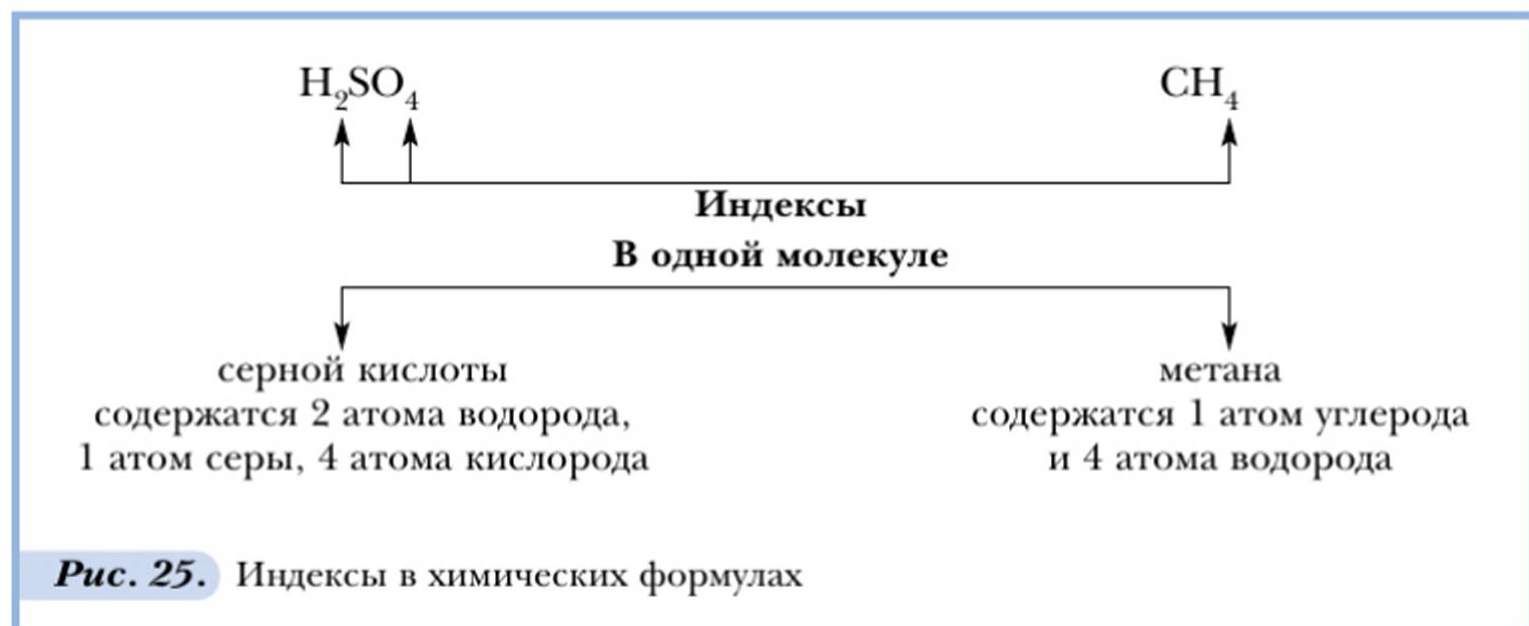 H₂SO₄ CH₄
Индексы
В одной молекуле
серной кислоты
содержатся 2 атома водорода,
1 атом серы, 4 атома кислорода
метана
содержатся 1 атом углерода
и 4 атома водорода
Рис. 25. Индексы в химических формулах